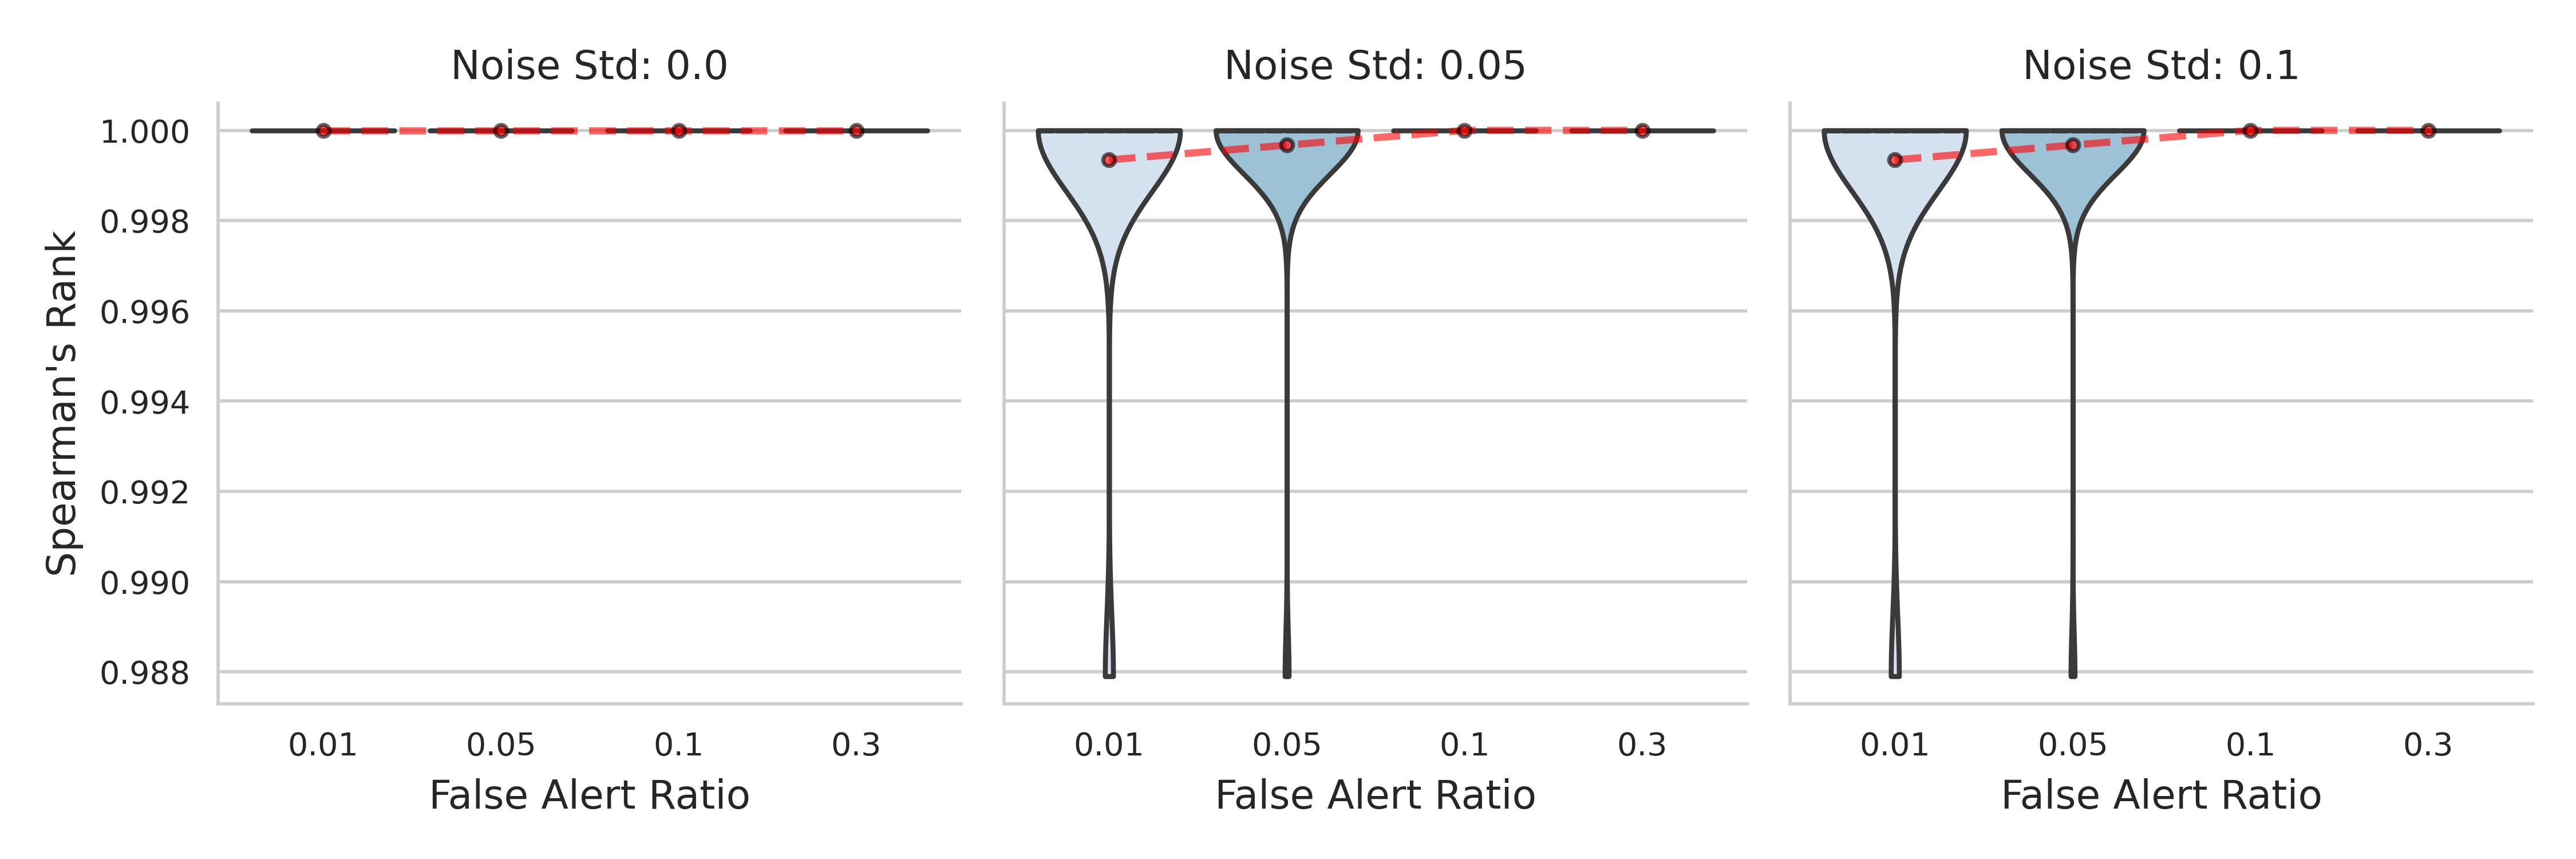 Noise Std: 0.0
Noise Std: 0.05
Noise Std: 0.1
Spearman's Rank
1.000
0.998
0.996
0.994
0.992
0.990
0.988
0.01 0.05 0.1 0.3
0.01 0.05 0.1 0.3
0.01 0.05 0.1 0.3
False Alert Ratio
False Alert Ratio
False Alert Ratio